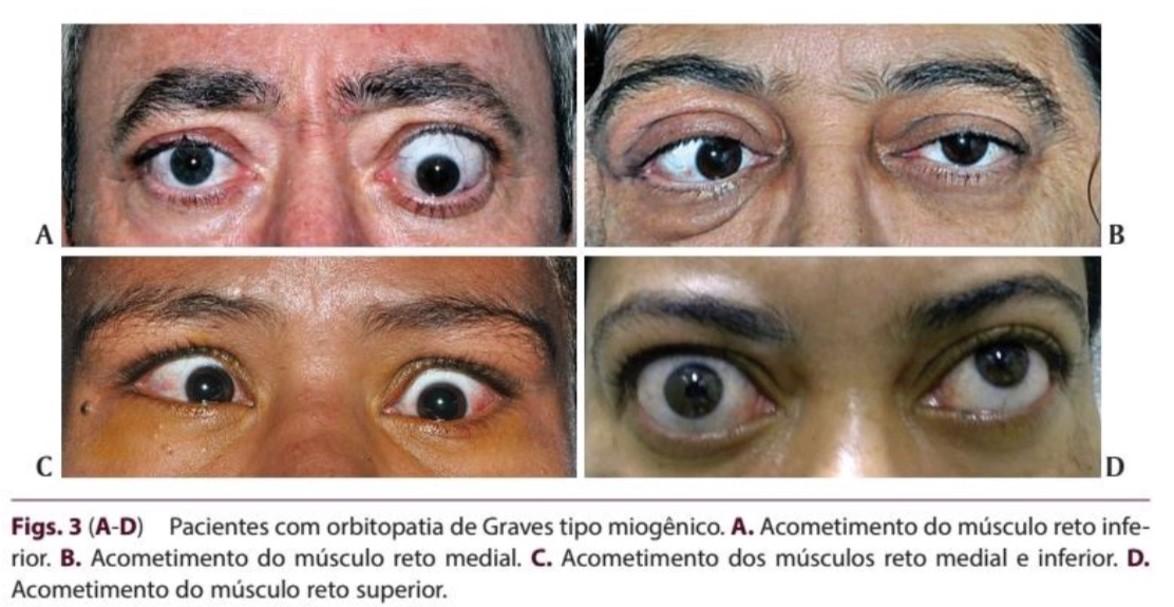 A
B
C
D
Figs. 3 (A-D) Pacientes com orbitopatia de Graves tipo miogênico. A. Acometimento do músculo reto infe-
rior. B. Acometimento do músculo reto medial. C. Acometimento dos músculos reto medial e inferior. D.
Acometimento do músculo reto superior.